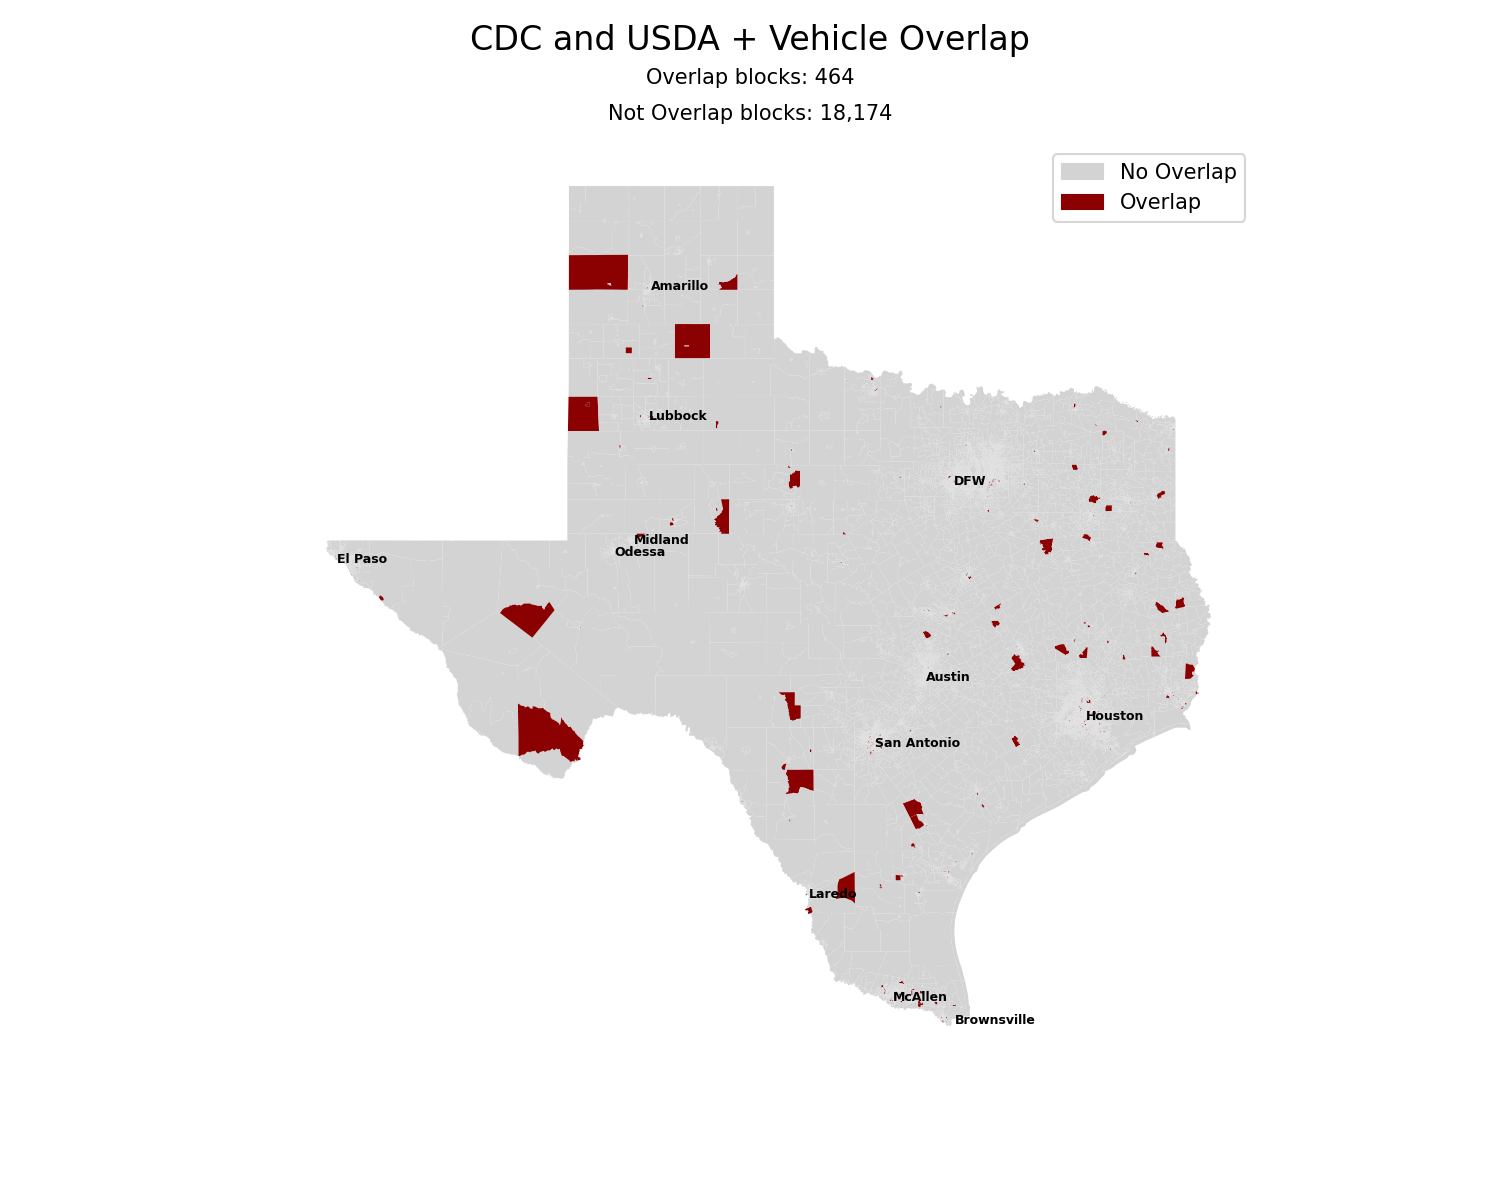 CDC and USDA + Vehicle Overlap
Overlap blocks: 464
Not Overlap blocks: 18,174
No Overlap
Overlap
Amarillo
Lubbock
DFW
Midland
Odessa
El Paso
Austin
Houston
San Antonio
Laredo
McAllen
Brownsville